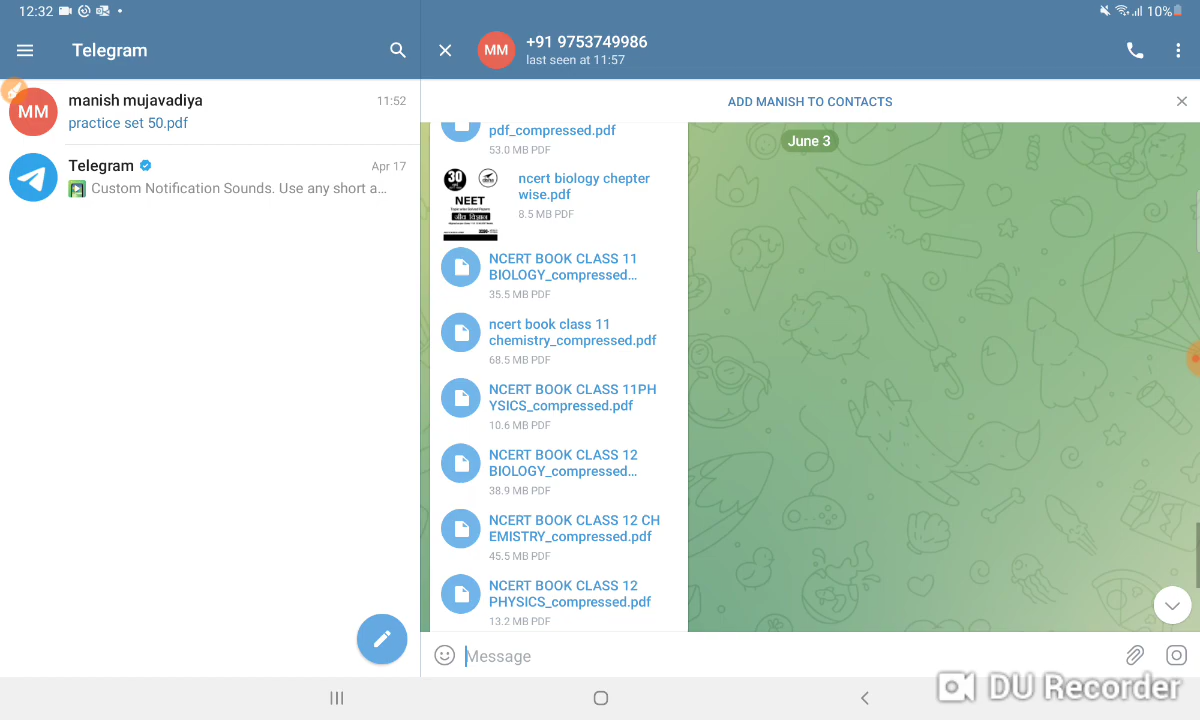 12:32
10%
Telegram
MM
+91 9753749986
last seen at 11:57
MM
manish mujavadiya
11:52
practice set 50.pdf
Telegram
Apr 17
Custom Notification Sounds. Use any short a...
ADD MANISH TO CONTACTS
June 3
pdf_compressed.pdf
53.0 MB PDF
30
NEET
जीव विज्ञान
ncert biology chepter
wise.pdf
8.5 MB PDF
NCERT BOOK CLASS 11
BIOLOGY_compressed...
35.5 MB PDF
ncert book class 11
chemistry_compressed.pdf
68.5 MB PDF
NCERT BOOK CLASS 11PH
YSICS_compressed.pdf
10.6 MB PDF
NCERT BOOK CLASS 12
BIOLOGY_compressed...
38.9 MB PDF
NCERT BOOK CLASS 12 CH
EMISTRY_compressed.pdf
45.5 MB PDF
NCERT BOOK CLASS 12
PHYSICS_compressed.pdf
13.2 MB PDF
Message
DU Recorder